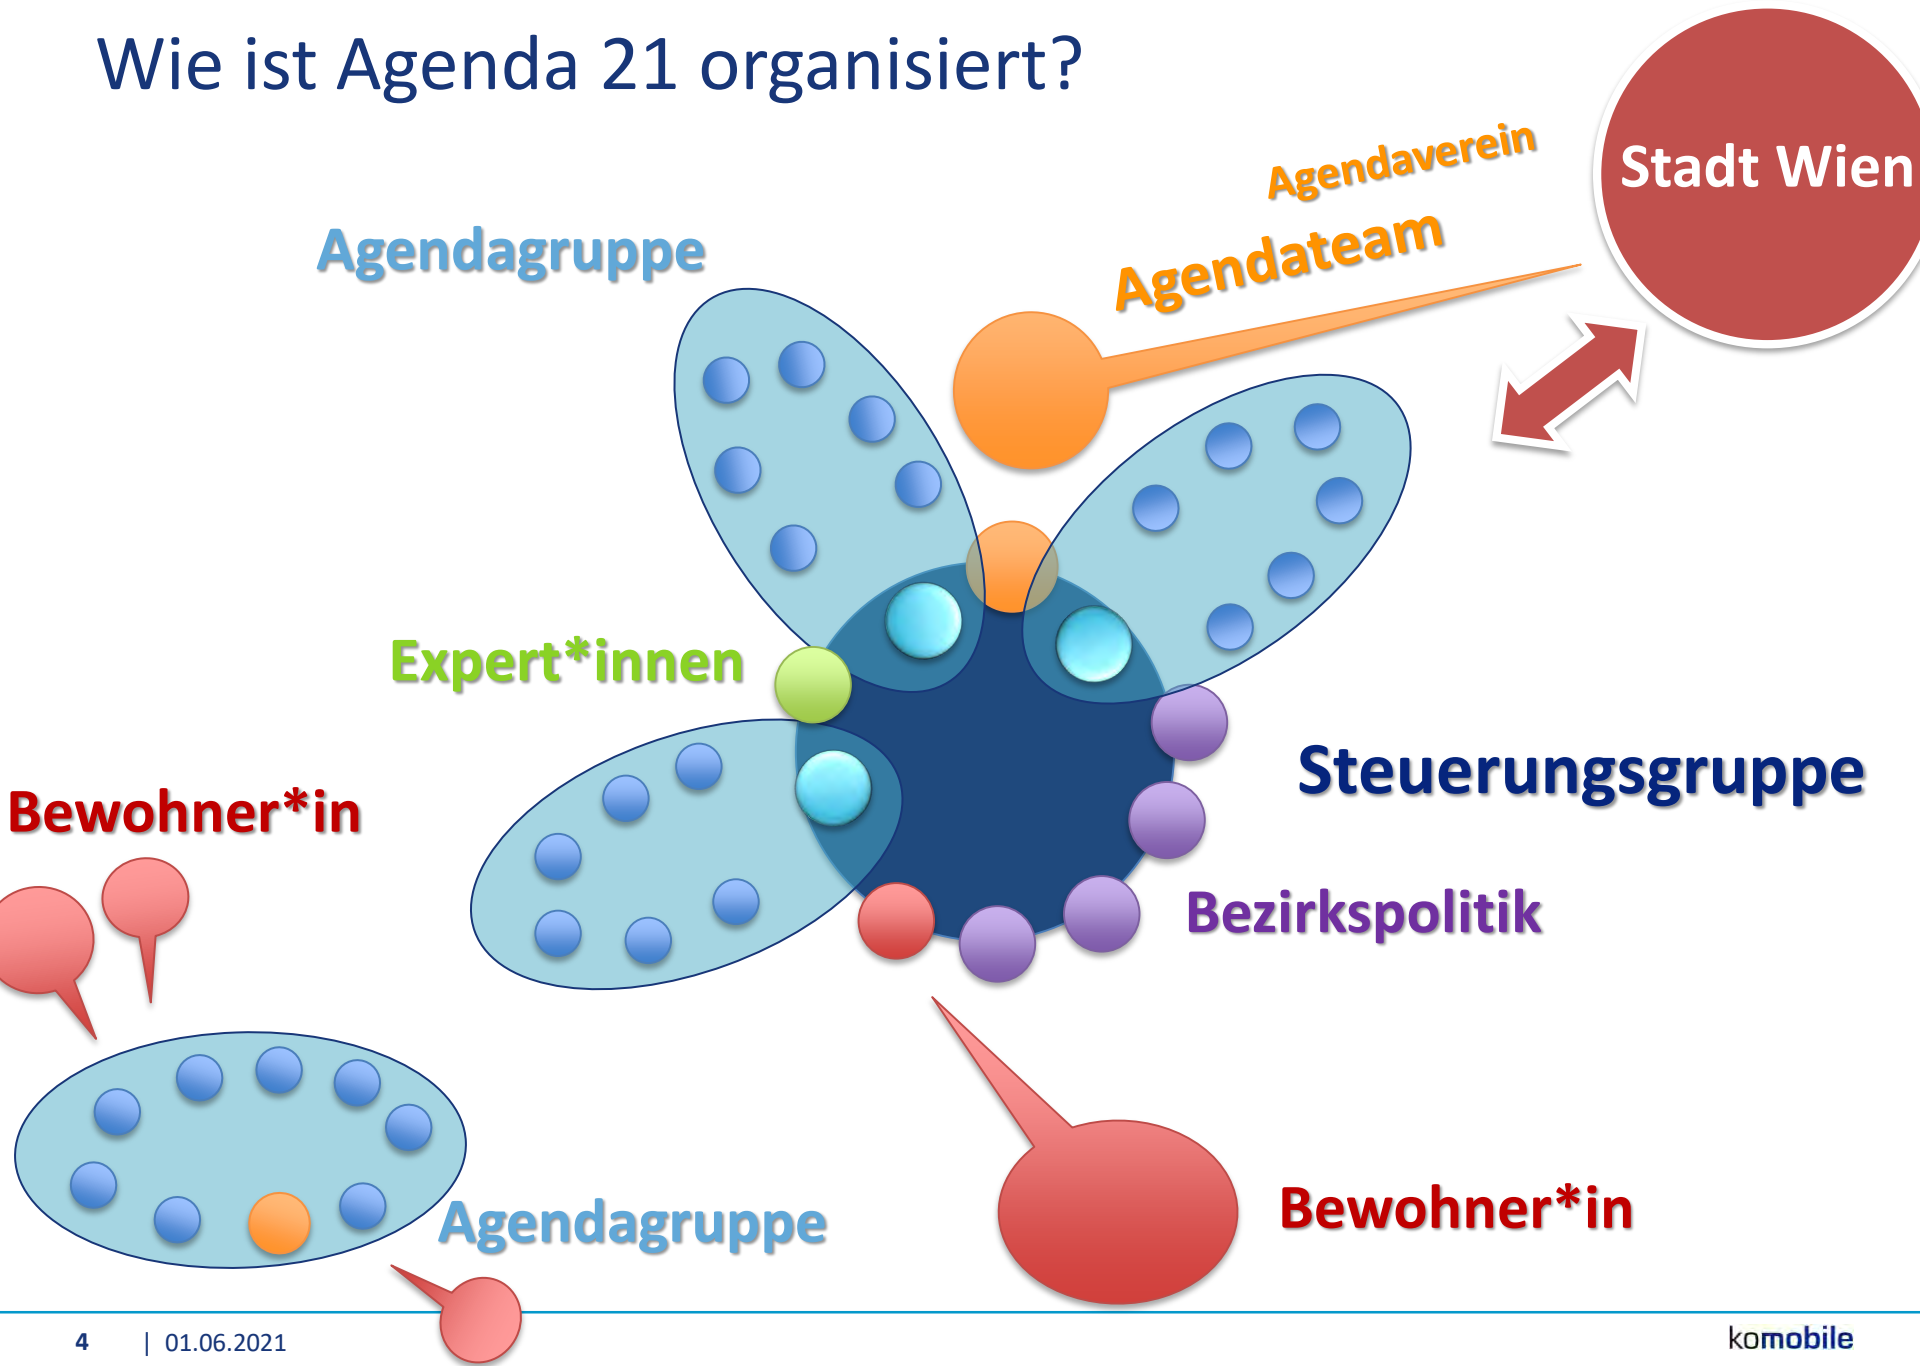 Wie ist Agenda 21 organisiert?
Stadt Wien
Agendaverein
Agendateam
Agendagruppe
Expert*innen
Steuerungsgruppe
Bewohner*in
Bezirkspolitik
Bewohner*in
Agendagruppe
4 | 01.06.2021
komobile